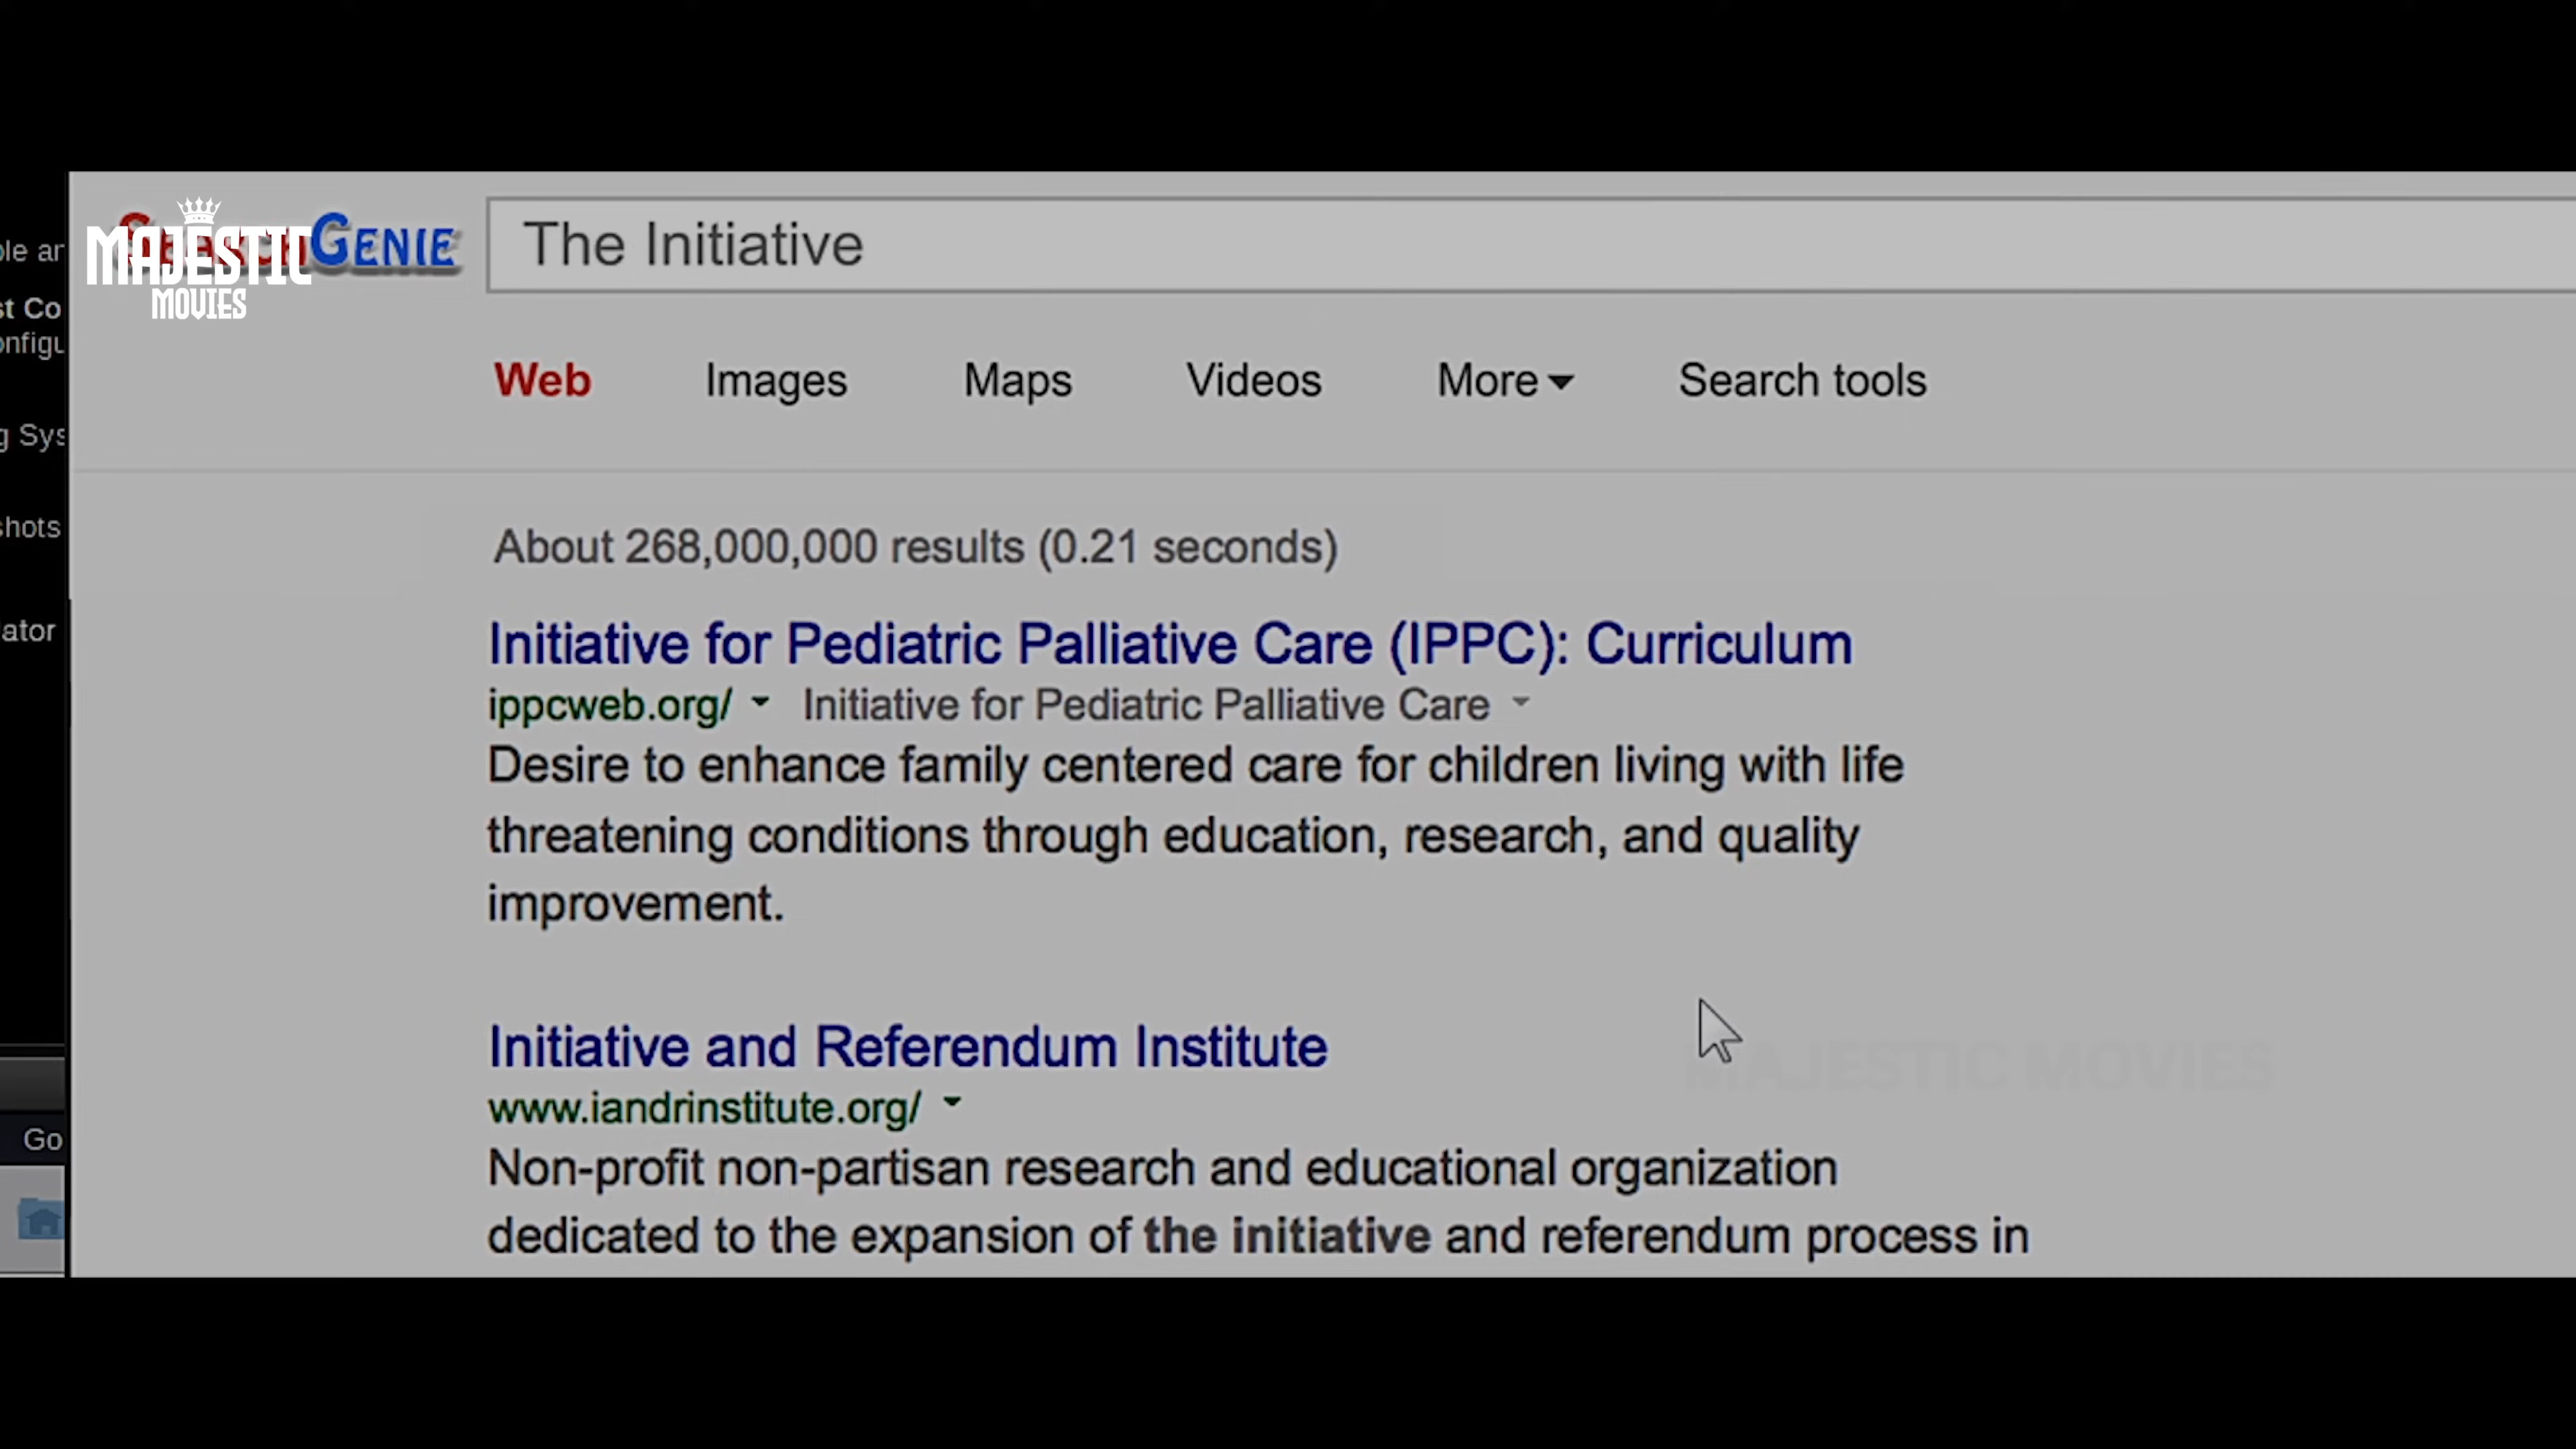 MAJESTIC
MOVIES
GENIE
The Initiative
Web Images Maps Videos More Search tools
About 268,000,000 results (0.21 seconds)
Initiative for Pediatric Palliative Care (IPPC): Curriculum
ippcweb.org/ Initiative for Pediatric Palliative Care
Desire to enhance family centered care for children living with life
threatening conditions through education, research, and quality
improvement.
Initiative and Referendum Institute
www.iandrinstitute.org/
Non-profit non-partisan research and educational organization
dedicated to the expansion of the initiative and referendum process in
MAJESTIC MOVIES
Go